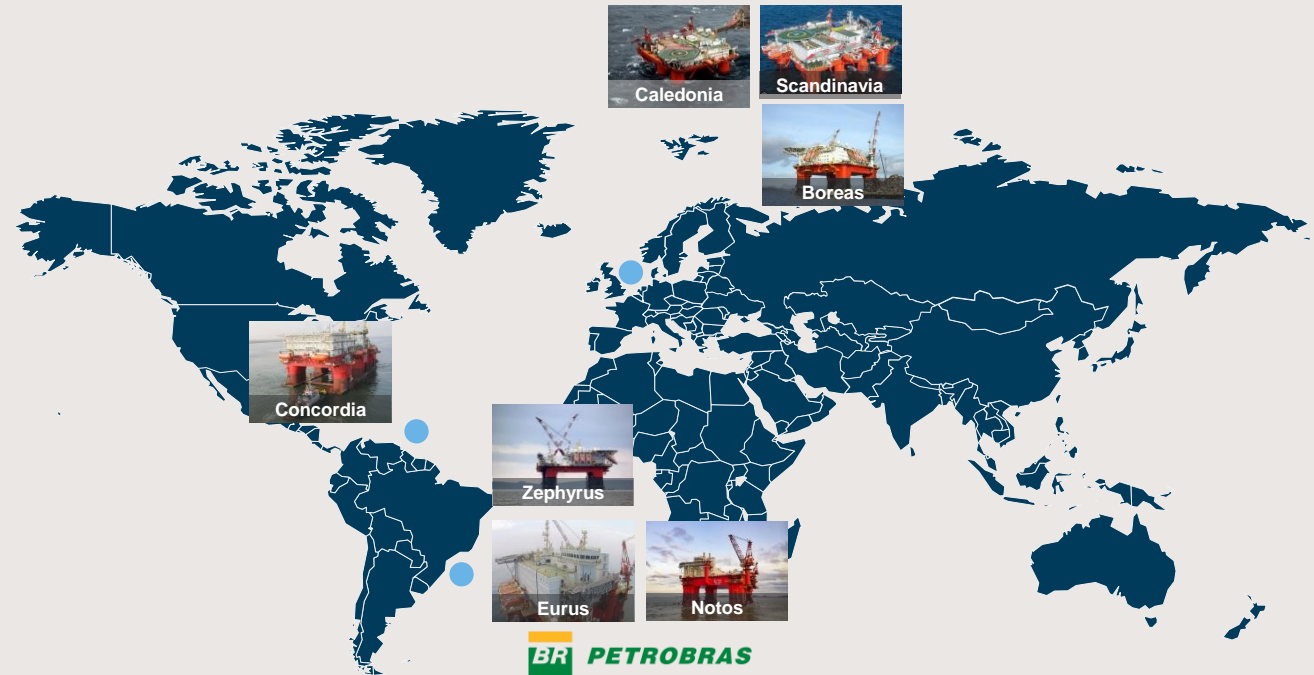 Caledonia
Scandinavia
Boreas
Concordia
Zephyrus
Eurus
Notos
BR PETROBRAS